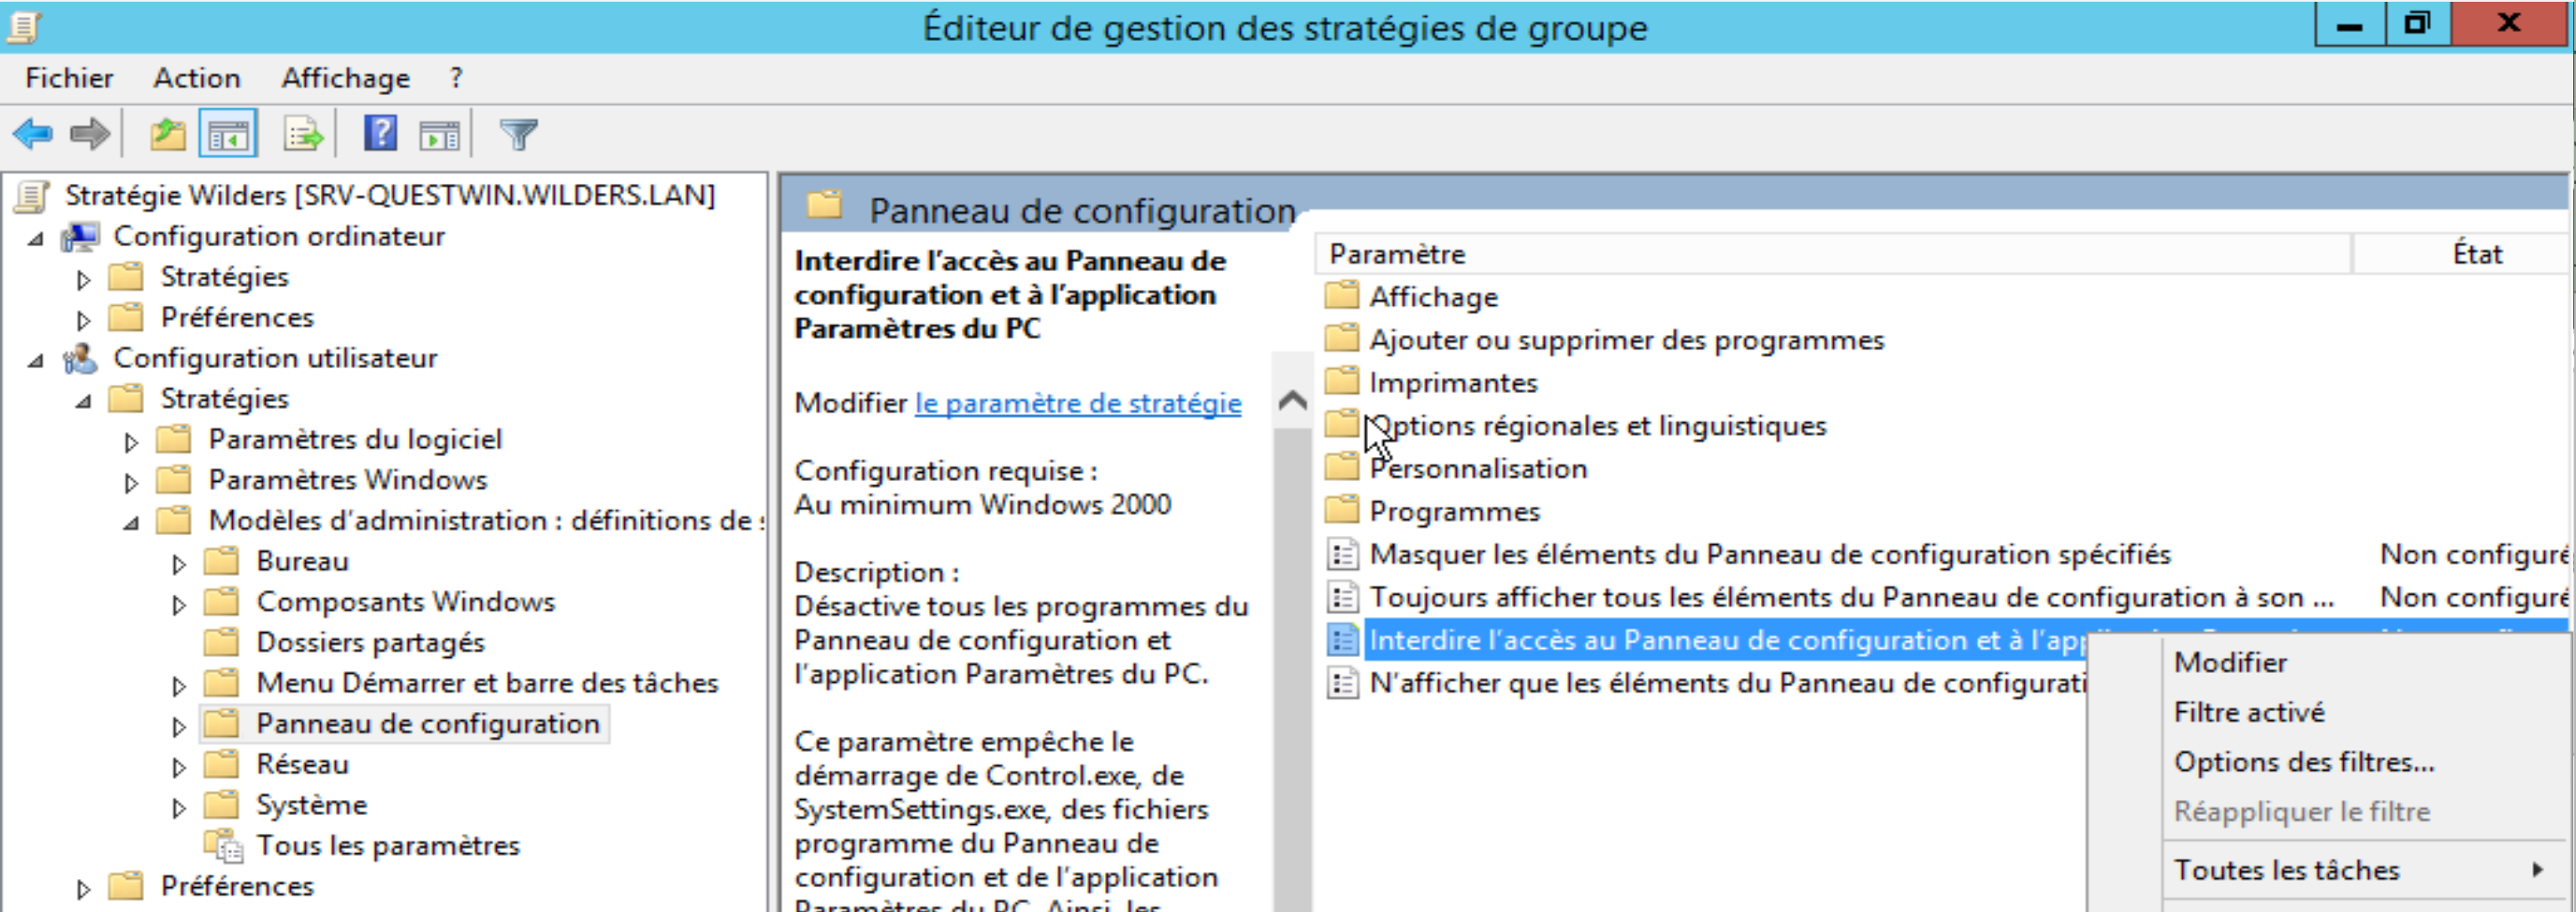 Éditeur de gestion des stratégies de groupe
Fichier Action Affichage ?
Stratégie Wilders [SRV-QUESTWIN.WILDERS.LAN]
Configuration ordinateur
Stratégies
Préférences
Configuration utilisateur
Stratégies
Paramètres du logiciel
Paramètres Windows
Modèles d'administration : définitions de
Bureau
Composants Windows
Dossiers partagés
Menu Démarrer et barre des tâches
Panneau de configuration
Réseau
Système
Tous les paramètres
Préférences
Panneau de configuration
Interdire l'accès au Panneau de
configuration et à l'application
Paramètres du PC
Modifier le paramètre de stratégie
Configuration requise :
Au minimum Windows 2000
Description :
Désactive tous les programmes du
Panneau de configuration et
l'application Paramètres du PC.
Ce paramètre empêche le
démarrage de Control.exe, de
SystemSettings.exe, des fichiers
programme du Panneau de
configuration et de l'application
Paramètres du PC. Ainsi, les
Paramètre État
Affichage
Ajouter ou supprimer des programmes
Imprimantes
Options régionales et linguistiques
Personnalisation
Programmes
Masquer les éléments du Panneau de configuration spécifiés Non configuré
Toujours afficher tous les éléments du Panneau de configuration à son ... Non configuré
Interdire l'accès au Panneau de configuration et à l'app
N'afficher que les éléments du Panneau de configurati
Modifier
Filtre activé
Options des filtres...
Réappliquer le filtre
Toutes les tâches